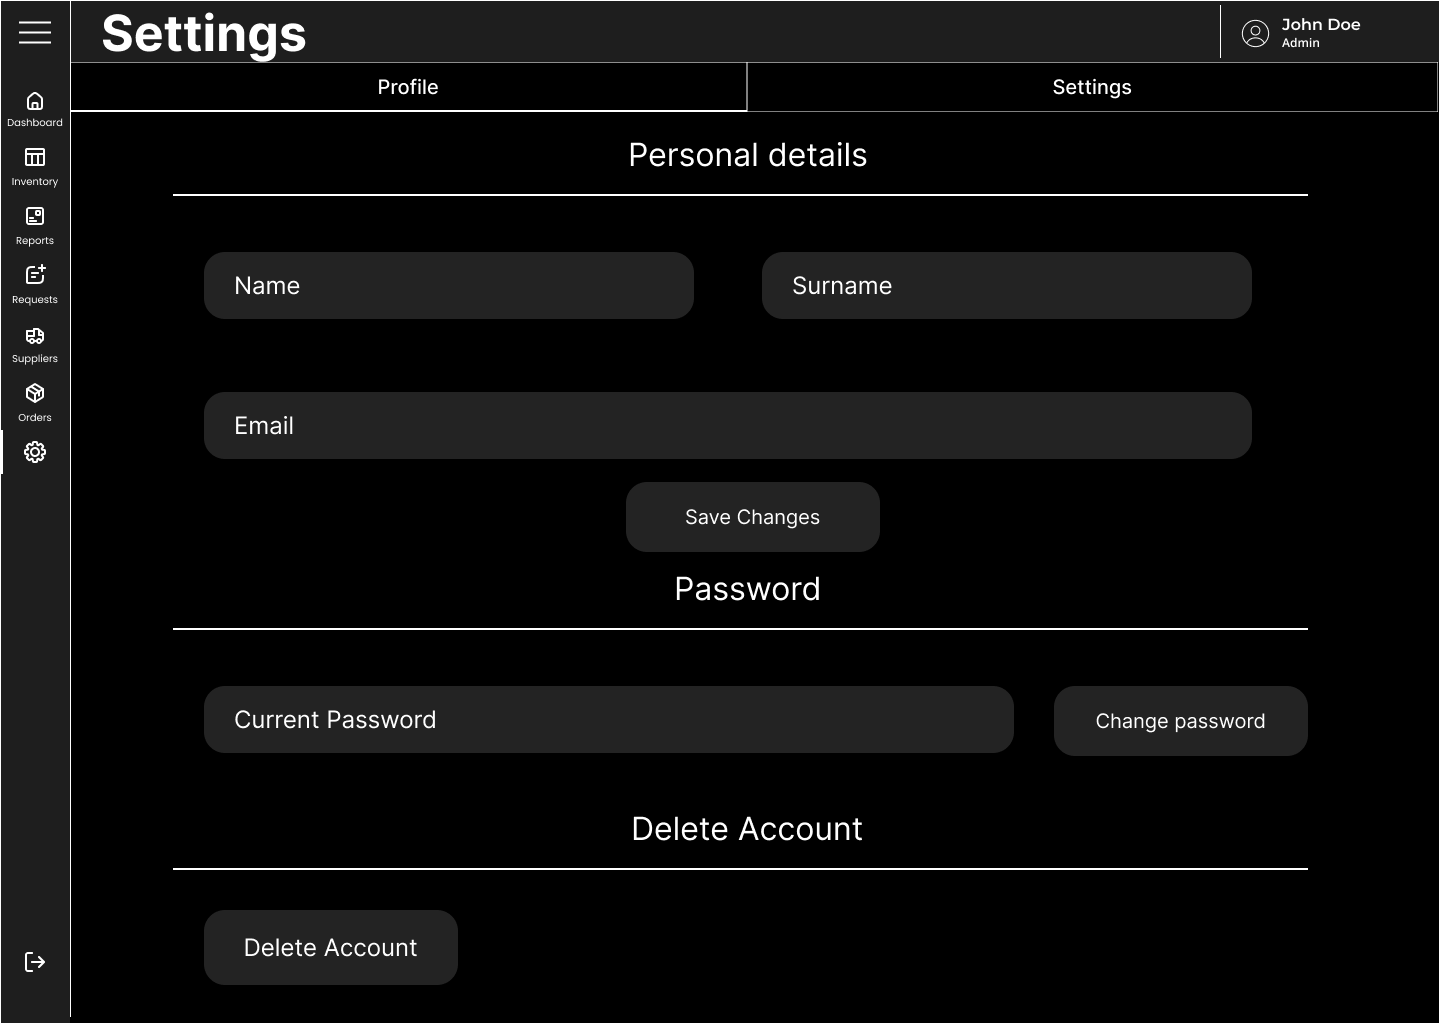 Settings
John Doe
Admin
Profile
Settings
Dashboard
Inventory
Reports
Requests
Suppliers
Orders
Personal details
Name
Surname
Email
Save Changes
Password
Current Password
Change password
Delete Account
Delete Account